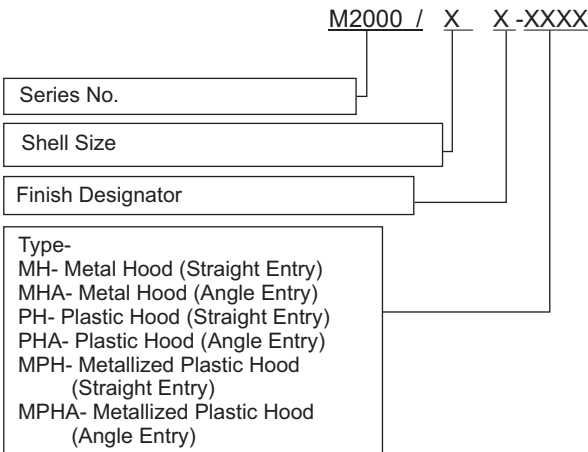 M2000 / X X -XXXX
Series No.
Shell Size
Finish Designator
Type-
MH- Metal Hood (Straight Entry)
MHA- Metal Hood (Angle Entry)
PH- Plastic Hood (Straight Entry)
PHA- Plastic Hood (Angle Entry)
MPH- Metallized Plastic Hood
(Straight Entry)
MPHA- Metallized Plastic Hood
(Angle Entry)